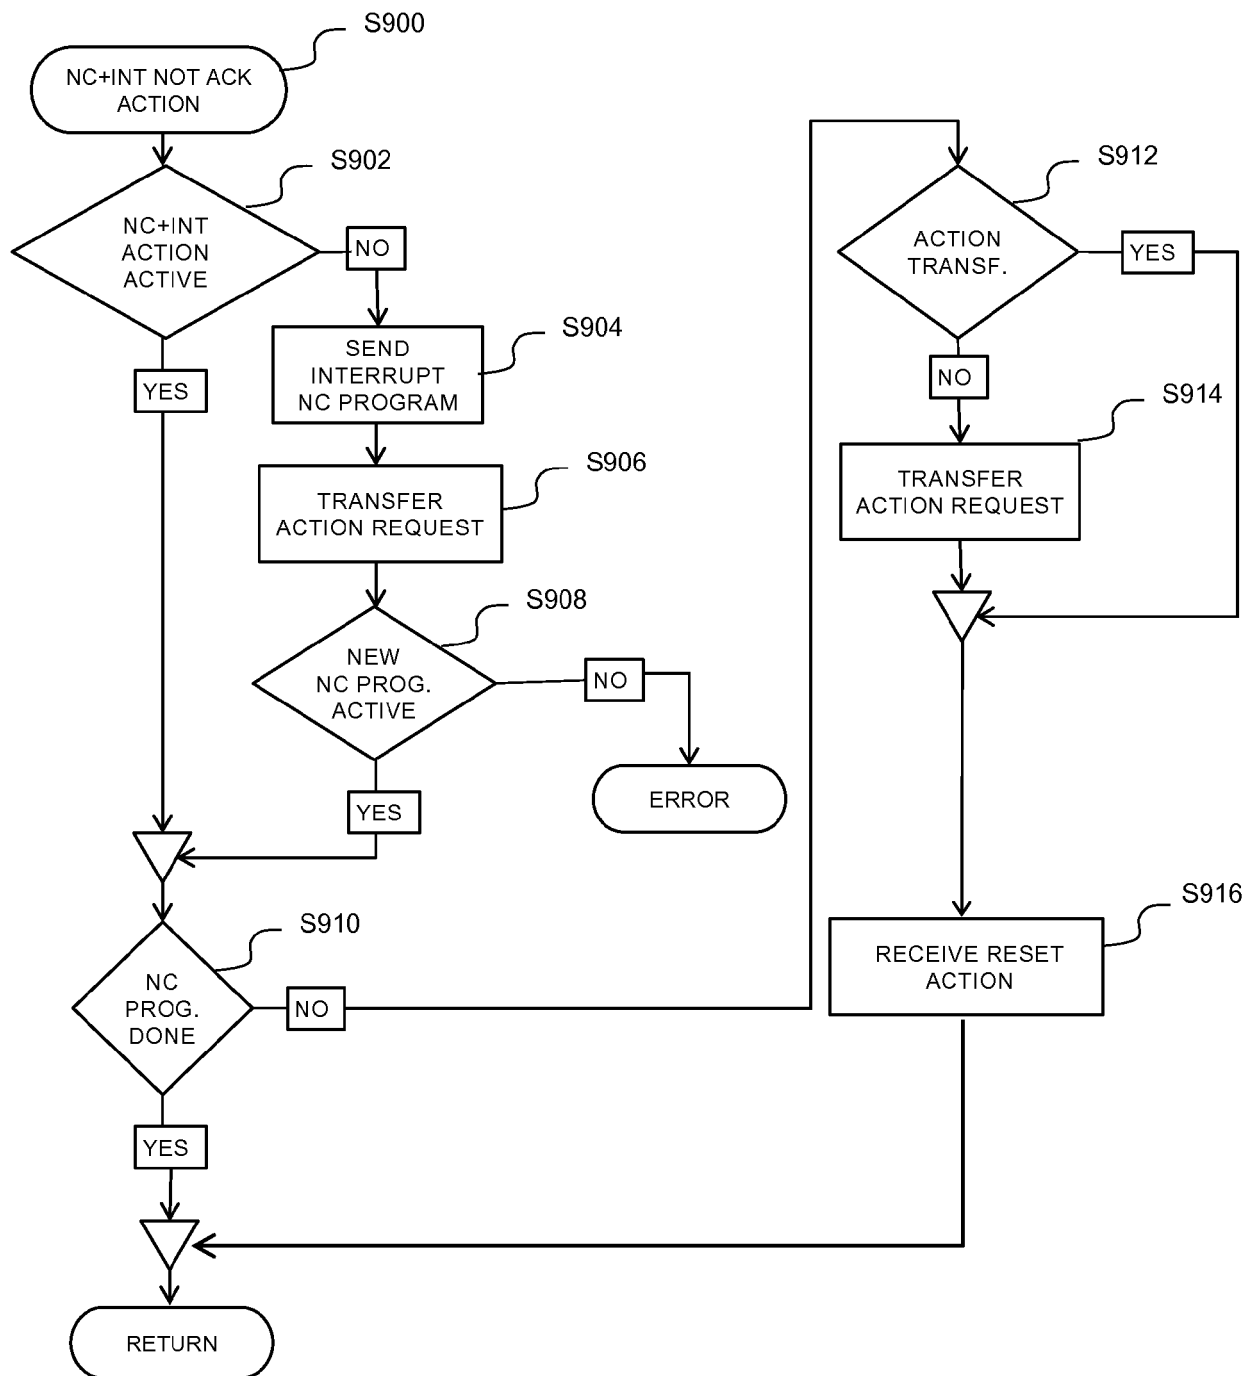 S900
NC+INT NOT ACK
ACTION
S902
NC+INT
ACTION
ACTIVE
NO
YES
S904
SEND
INTERRUPT
NC PROGRAM
S906
TRANSFER
ACTION REQUEST
S908
NEW
NC PROG.
ACTIVE
NO
ERROR
YES
S910
NC
PROG.
DONE
NO
YES
RETURN
S912
ACTION
TRANSF.
YES
NO
S914
TRANSFER
ACTION REQUEST
S916
RECEIVE RESET
ACTION